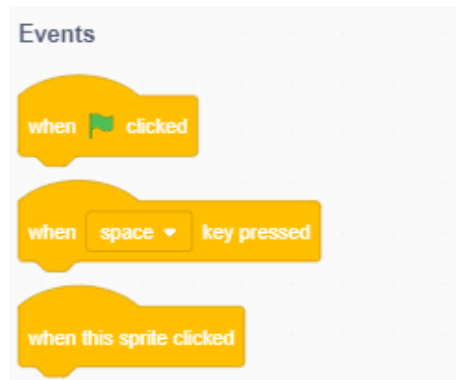 Events
when clicked
when space key pressed
when this sprite clicked